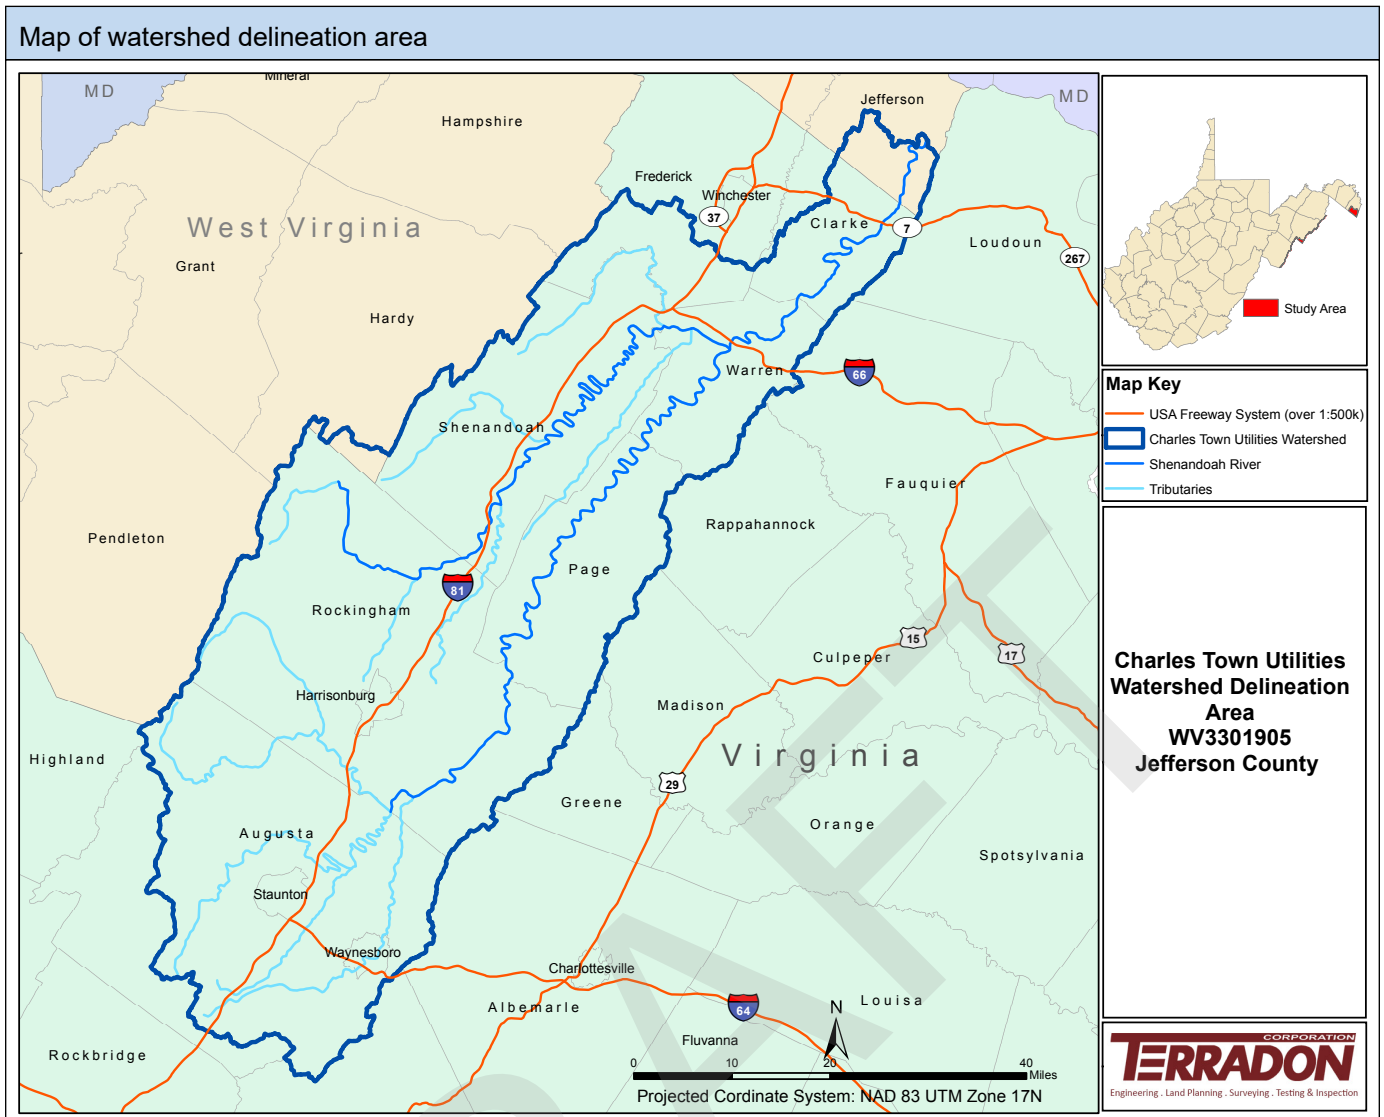 Map of watershed delineation area
MD
Mineral
Hampshire
Jefferson
MD
Frederick
Winchester
37
Clarke
7
Loudoun
267
West Virginia
Grant
Hardy
Study Area
Warren
66
Map Key
USA Freeway System (over 1:500k)
Charles Town Utilities Watershed
Shenandoah River
Tributaries
Shenandoah
Fauquier
Rappahannock
Pendleton
Page
81
Rockingham
15
17
Culpeper
Harrisonburg
Madison
Charles Town Utilities
Watershed Delineation
Area
WV3301905
Jefferson County
Highland
Virginia
29
Greene
Augusta
Orange
Spotsylvania
Staunton
Waynesboro
Charlottesville
Albemarle
64
Louisa
N
Rockbridge
Fluvanna
0 10 20 40
Miles
Projected Cordinate System: NAD 83 UTM Zone 17N
DRAFT
CORPORATION
TERRADON
Engineering . Land Planning . Surveying . Testing & Inspection